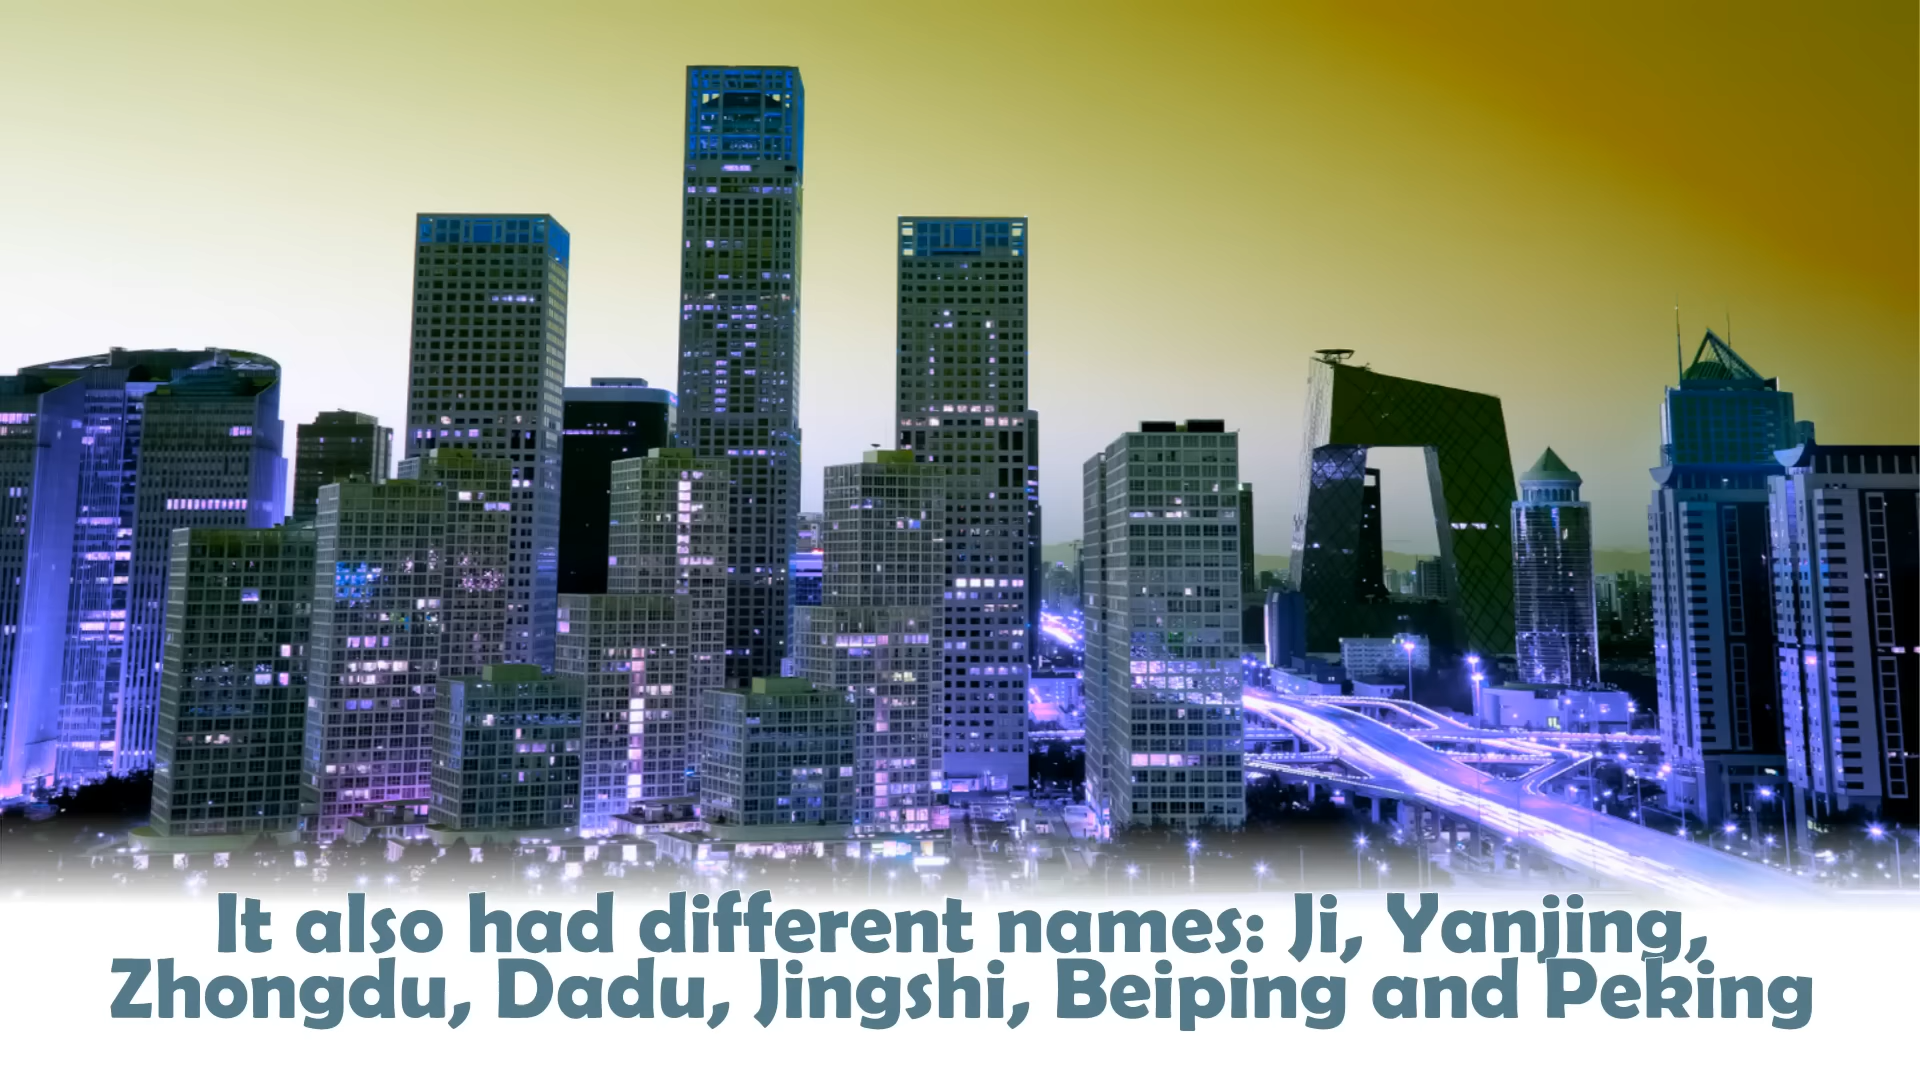 It also had different names: Ji, Yanjing,
Zhongdu, Dadu, Jingshi, Beiping and Peking